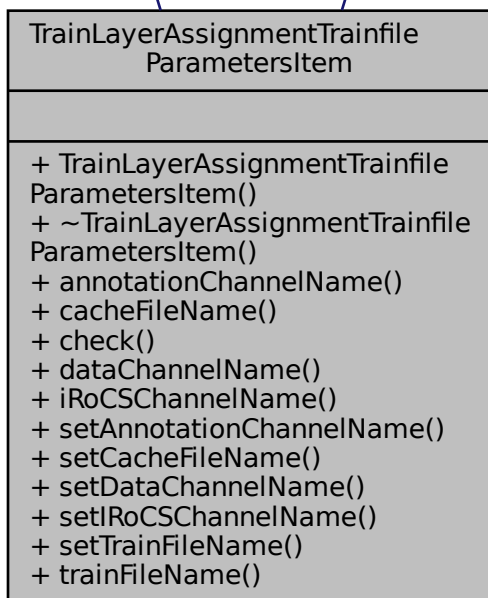 TrainLayerAssignmentTrainfile
ParametersItem
+ TrainLayerAssignmentTrainfile
ParametersItem()
+ ~TrainLayerAssignmentTrainfile
ParametersItem()
+ annotationChannelName()
+ cacheFileName()
+ check()
+ dataChannelName()
+ iRoCSChannelName()
+ setAnnotationChannelName()
+ setCacheFileName()
+ setDataChannelName()
+ setIRoCSChannelName()
+ setTrainFileName()
+ trainFileName()